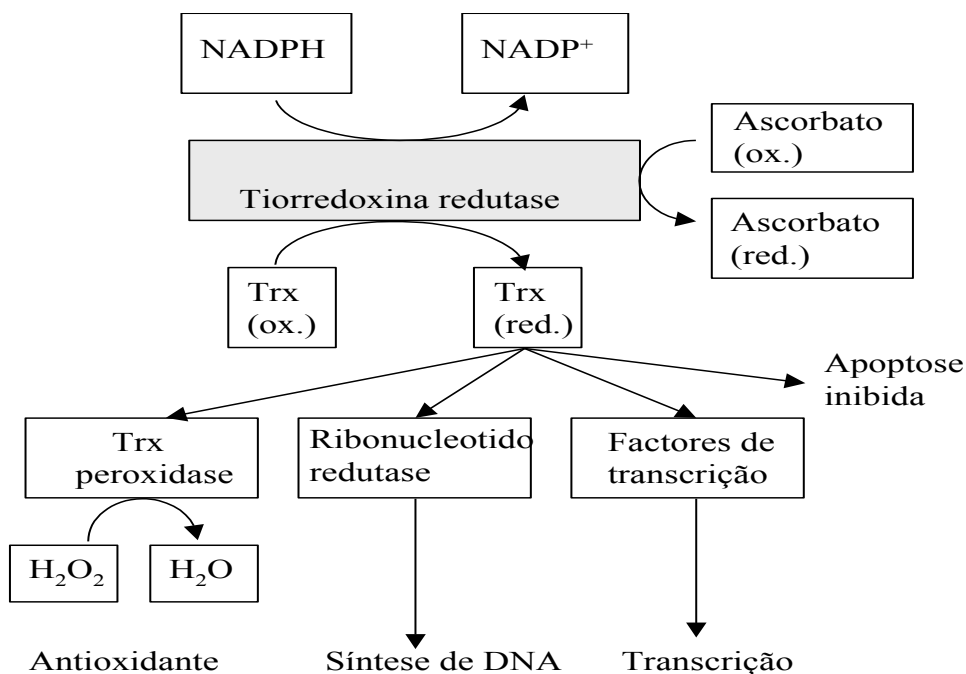 NADPH
NADP⁺
Ascorbato
(ox.)
Tiorredoxina redutase
Ascorbato
(red.)
Trx
(ox.)
Trx
(red.)
Apoptose
inibida
Trx
peroxidase
Ribonucleotido
redutase
Factores de
transcrição
H₂O₂
H₂O
Antioxidante
Síntese de DNA
Transcrição